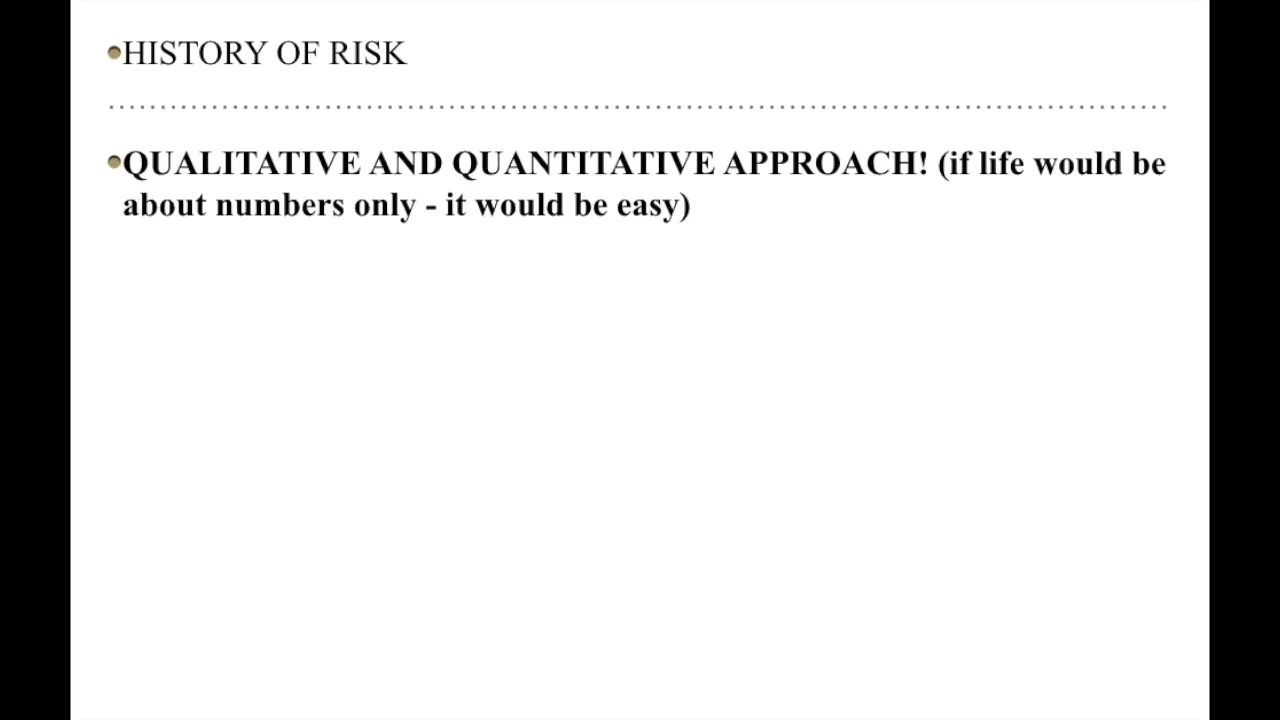 •HISTORY OF RISK
•QUALITATIVE AND QUANTITATIVE APPROACH! (if life would be
about numbers only - it would be easy)